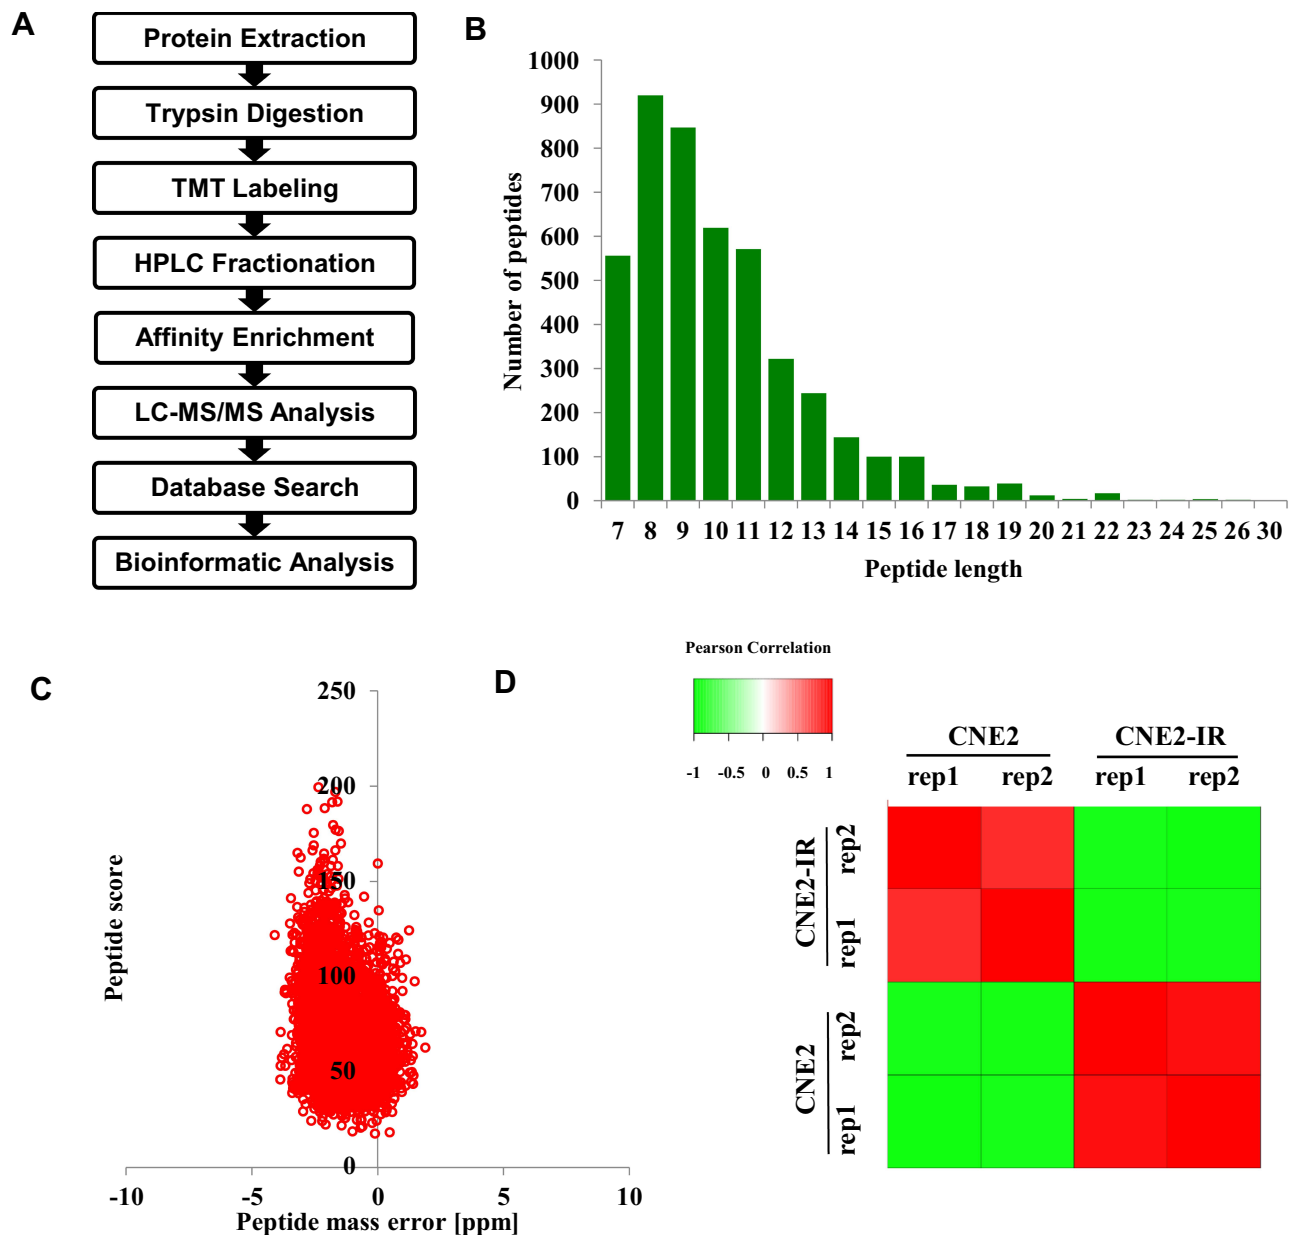 A
Protein Extraction
Trypsin Digestion
TMT Labeling
HPLC Fractionation
Affinity Enrichment
LC-MS/MS Analysis
Database Search
Bioinformatic Analysis
B
Number of peptides
1000
900
800
700
600
500
400
300
200
100
0
7 8 9 10 11 12 13 14 15 16 17 18 19 20 21 22 23 24 25 26 30
Peptide length
C
Peptide score
250
200
150
100
50
0
-10 -5 0 5 10
Peptide mass error [ppm]
D
Pearson Correlation
-1 -0.5 0 0.5 1
CNE2 CNE2-IR
rep1 rep2 rep1 rep2
CNE2-IR
rep2
rep1
CNE2
rep2
rep1